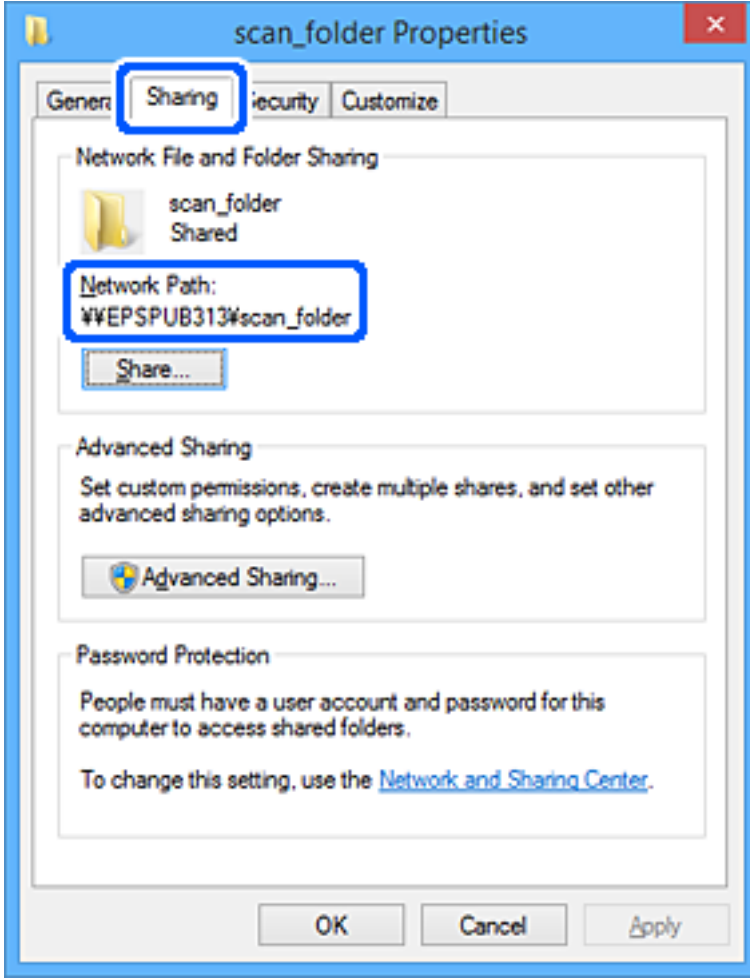 scan_folder Properties
General
Sharing
Security
Customize
Network File and Folder Sharing
scan_folder
Shared
Network Path:
¥¥EPSPUB313¥scan_folder
Share...
Advanced Sharing
Set custom permissions, create multiple shares, and set other
advanced sharing options.
Advanced Sharing...
Password Protection
People must have a user account and password for this
computer to access shared folders.
To change this setting, use the Network and Sharing Center.
OK
Cancel
Apply